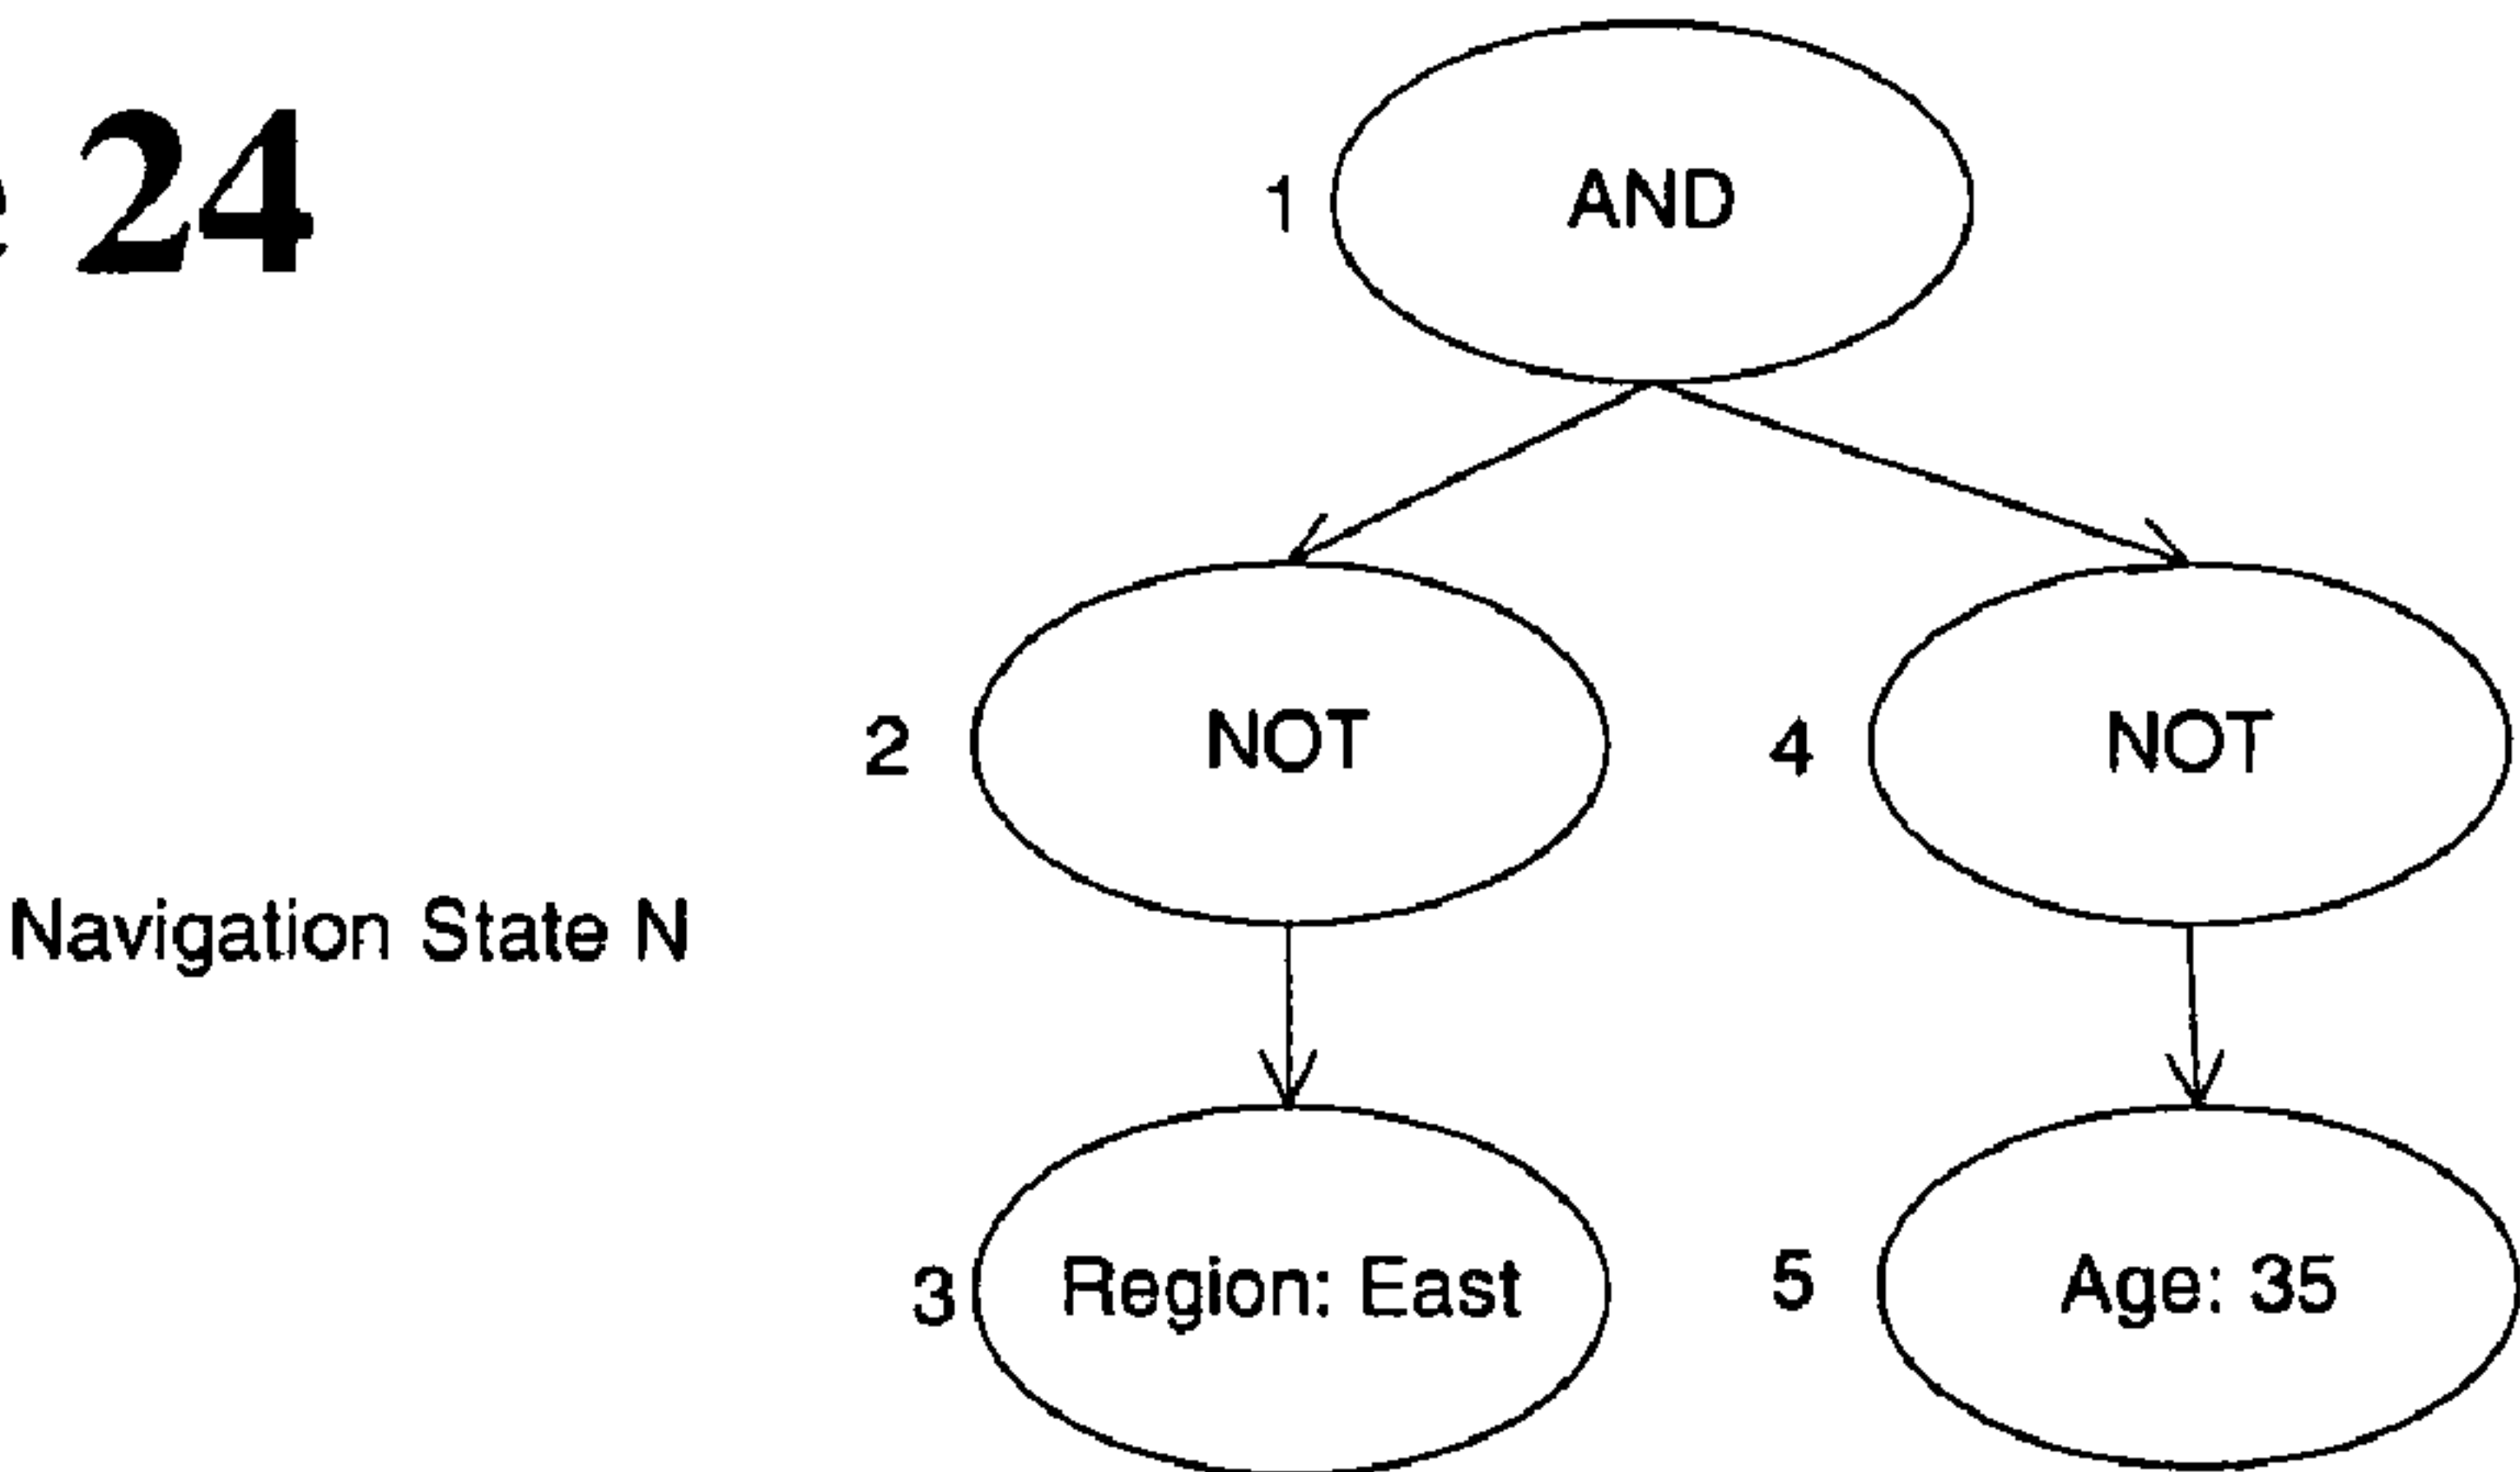 24
1 AND
2 NOT 4 NOT
Navigation State N
3 Region: East 5 Age: 35